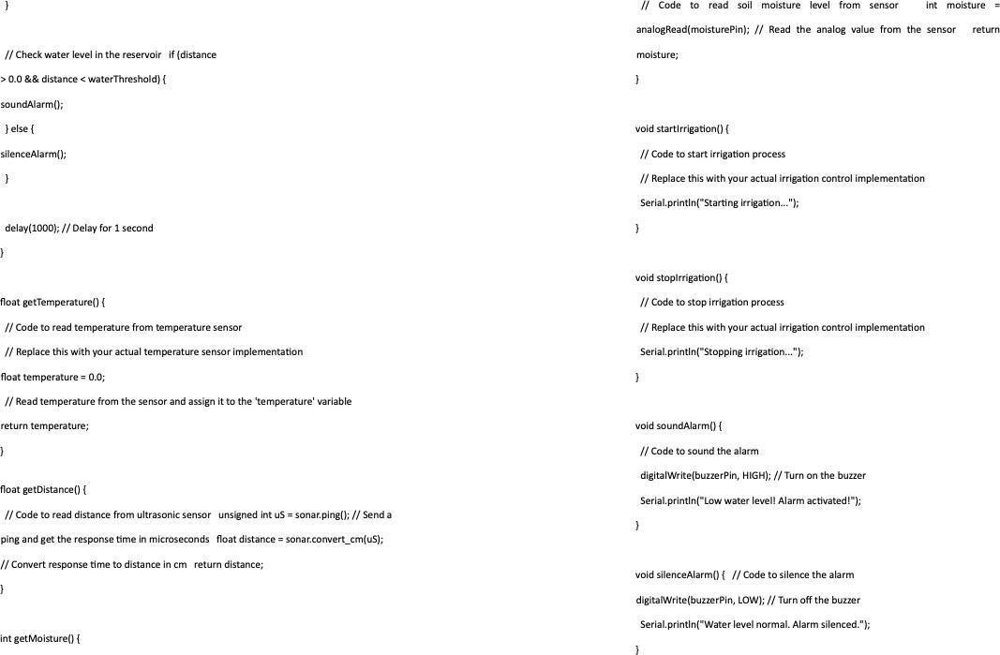 }
// Check water level in the reservoir   if (distance
> 0.0 && distance < waterThreshold) {
soundAlarm();
} else {
silenceAlarm();
}
delay(1000); // Delay for 1 second
}
float getTemperature() {
// Code to read temperature from temperature sensor
// Replace this with your actual temperature sensor implementation
float temperature = 0.0;
// Read temperature from the sensor and assign it to the 'temperature' variable
return temperature;
}
float getDistance() {
// Code to read distance from ultrasonic sensor   unsigned int uS = sonar.ping(); // Send a
ping and get the response time in microseconds   float distance = sonar.convert_cm(uS);
// Convert response time to distance in cm   return distance;
}
int getMoisture() {
// Code to read soil moisture level from sensor   int moisture =
analogRead(moisturePin); // Read the analog value from the sensor   return
moisture;
}
void startIrrigation() {
// Code to start irrigation process
// Replace this with your actual irrigation control implementation
Serial.println("Starting irrigation...");
}
void stopIrrigation() {
// Code to stop irrigation process
// Replace this with your actual irrigation control implementation
Serial.println("Stopping irrigation...");
}
void soundAlarm() {
// Code to sound the alarm
digitalWrite(buzzerPin, HIGH); // Turn on the buzzer
Serial.println("Low water level! Alarm activated!");
}
void silenceAlarm() {   // Code to silence the alarm
digitalWrite(buzzerPin, LOW); // Turn off the buzzer
Serial.println("Water level normal. Alarm silenced.");
}